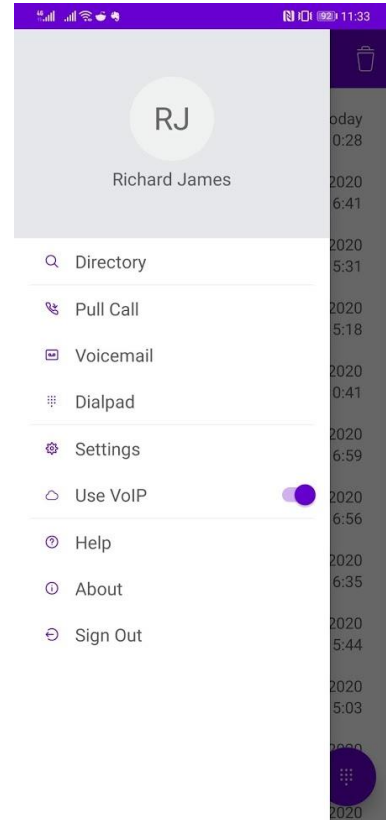 92 11:33
RJ
Richard James
Directory
Pull Call
Voicemail
Dialpad
Settings
Use VoIP
Help
About
Sign Out
oday
0:28
2020
6:41
2020
5:31
2020
5:18
2020
0:41
2020
6:59
2020
6:56
2020
6:35
2020
5:44
2020
5:03
2020
2020